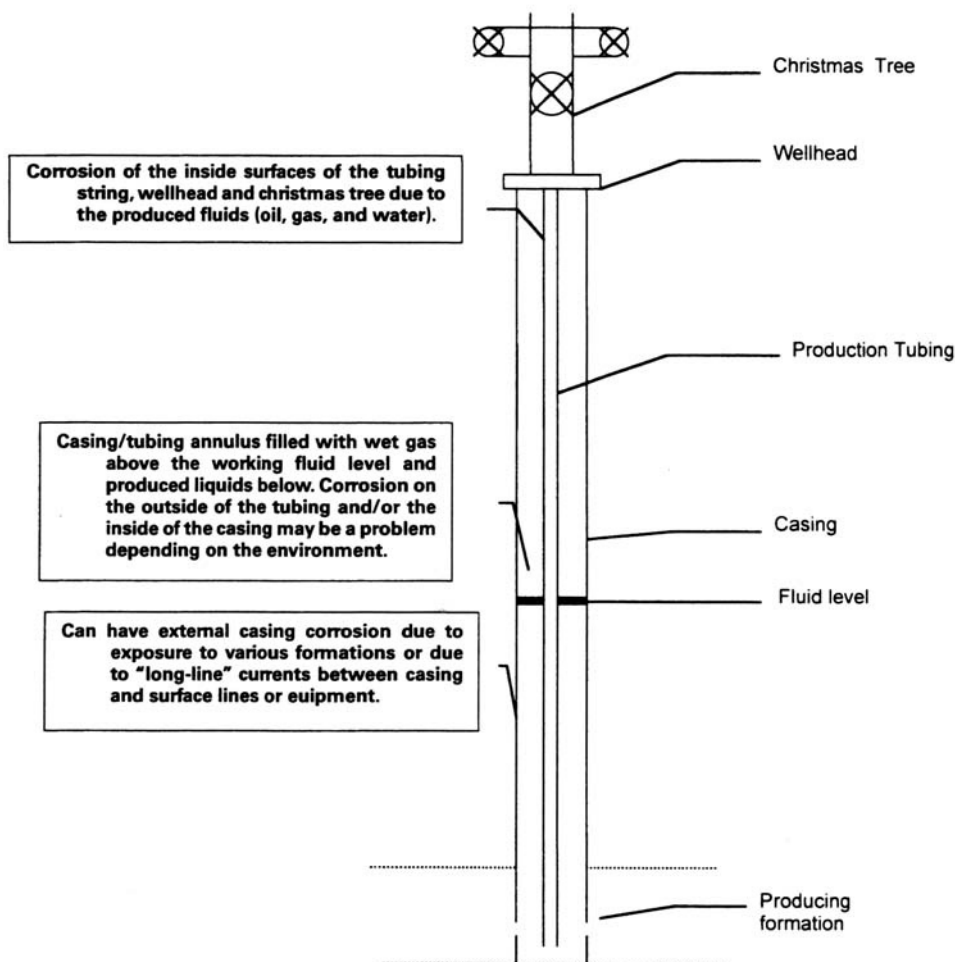 Christmas Tree
Wellhead
Corrosion of the inside surfaces of the tubing
string, wellhead and christmas tree due to
the produced fluids (oil, gas, and water).
Production Tubing
Casing/tubing annulus filled with wet gas
above the working fluid level and
produced liquids below. Corrosion on
the outside of the tubing and/or the
inside of the casing may be a problem
depending on the environment.
Casing
Fluid level
Can have external casing corrosion due to
exposure to various formations or due
to "long-line" currents between casing
and surface lines or euipment.
Producing
formation